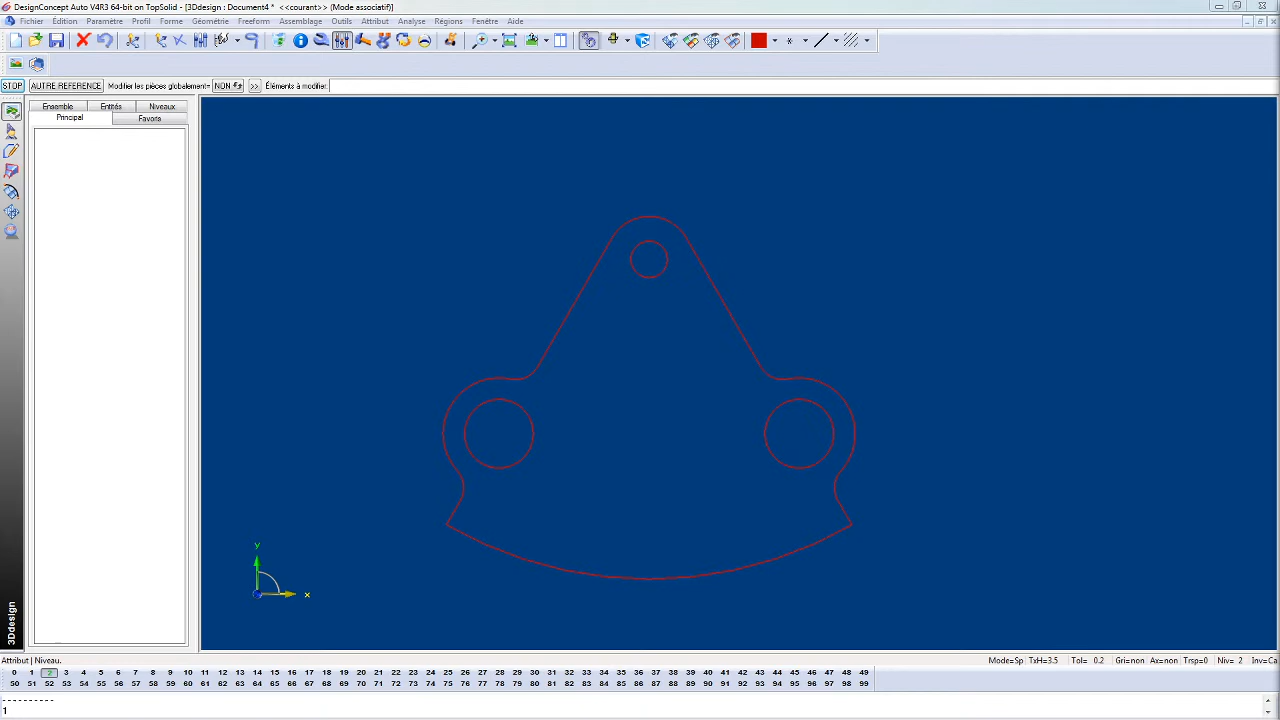 DesignConcept Auto V4R3 64-bit on TopSolid - [3Ddesign : Document4 *  <<courant>> (Mode associatif)]
Fichier Édition Paramètre Profil Forme Géométrie Freeform Assemblage Outils Attribut Analyse Régions Fenêtre Aide
STOP AUTRE REFERENCE Modifier les pièces globalement= NON >> Éléments à modifier:
Ensemble Entités Niveaux
Principal Favoris
Y
X
3Ddesign
Attribut | Niveau. Mode=Sp TxH=3.5 Tol= 0.2 Gri=non Ax=non Trsp=0 Niv= 2 Inv=Ca
0 1 2 3 4 5 6 7 8 9 10 11 12 13 14 15 16 17 18 19 20 21 22 23 24 25 26 27 28 29 30 31 32 33 34 35 36 37 38 39 40 41 42 43 44 45 46 47 48 49
50 51 22 53 54 55 56 57 58 59 60 61 62 63 64 65 66 67 68 69 70 71 72 73 74 75 76 77 78 79 80 81 82 83 84 85 86 87 88 89 90 91 92 93 94 95 96 97 98 99
----------
1